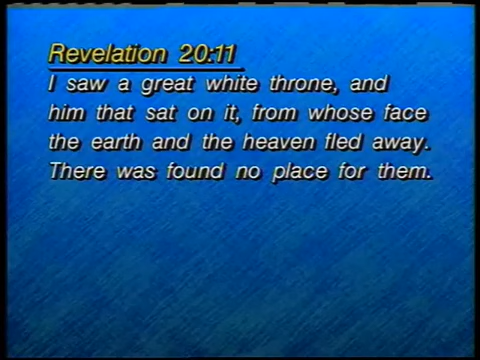 Revelation 20:11
I saw a great white throne, and
him that sat on it, from whose face
the earth and the heaven fled away.
There was found no place for them.